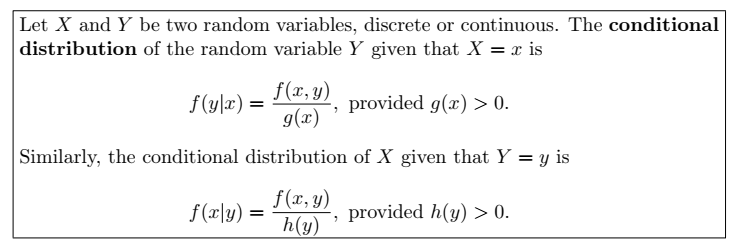 Let X and Y be two random variables, discrete or continuous. The conditional
distribution of the random variable Y given that X = x is
f(y|x) = f(x, y) / g(x), provided g(x) > 0.
Similarly, the conditional distribution of X given that Y = y is
f(x|y) = f(x, y) / h(y), provided h(y) > 0.